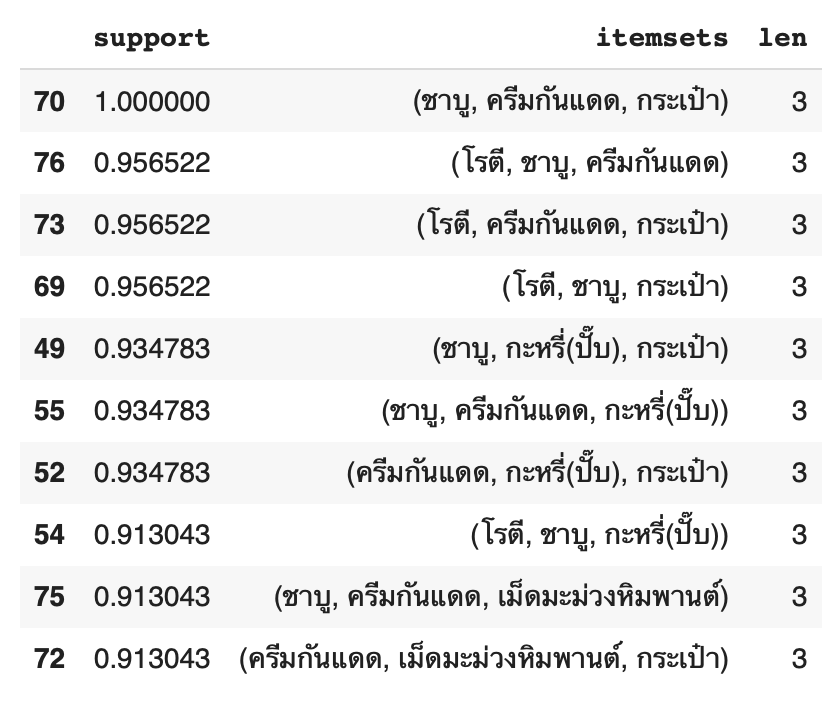 support itemsets len
70 1.000000 (ชาบู, ครีมกันแดด, กระเป๋า) 3
76 0.956522 (โรตี, ชาบู, ครีมกันแดด) 3
73 0.956522 (โรตี, ครีมกันแดด, กระเป๋า) 3
69 0.956522 (โรตี, ชาบู, กระเป๋า) 3
49 0.934783 (ชาบู, กะหรี่(ปั๊บ), กระเป๋า) 3
55 0.934783 (ชาบู, ครีมกันแดด, กะหรี่(ปั๊บ)) 3
52 0.934783 (ครีมกันแดด, กะหรี่(ปั๊บ), กระเป๋า) 3
54 0.913043 (โรตี, ชาบู, กะหรี่(ปั๊บ)) 3
75 0.913043 (ชาบู, ครีมกันแดด, เม็ดมะม่วงหิมพานต์) 3
72 0.913043 (ครีมกันแดด, เม็ดมะม่วงหิมพานต์, กระเป๋า) 3